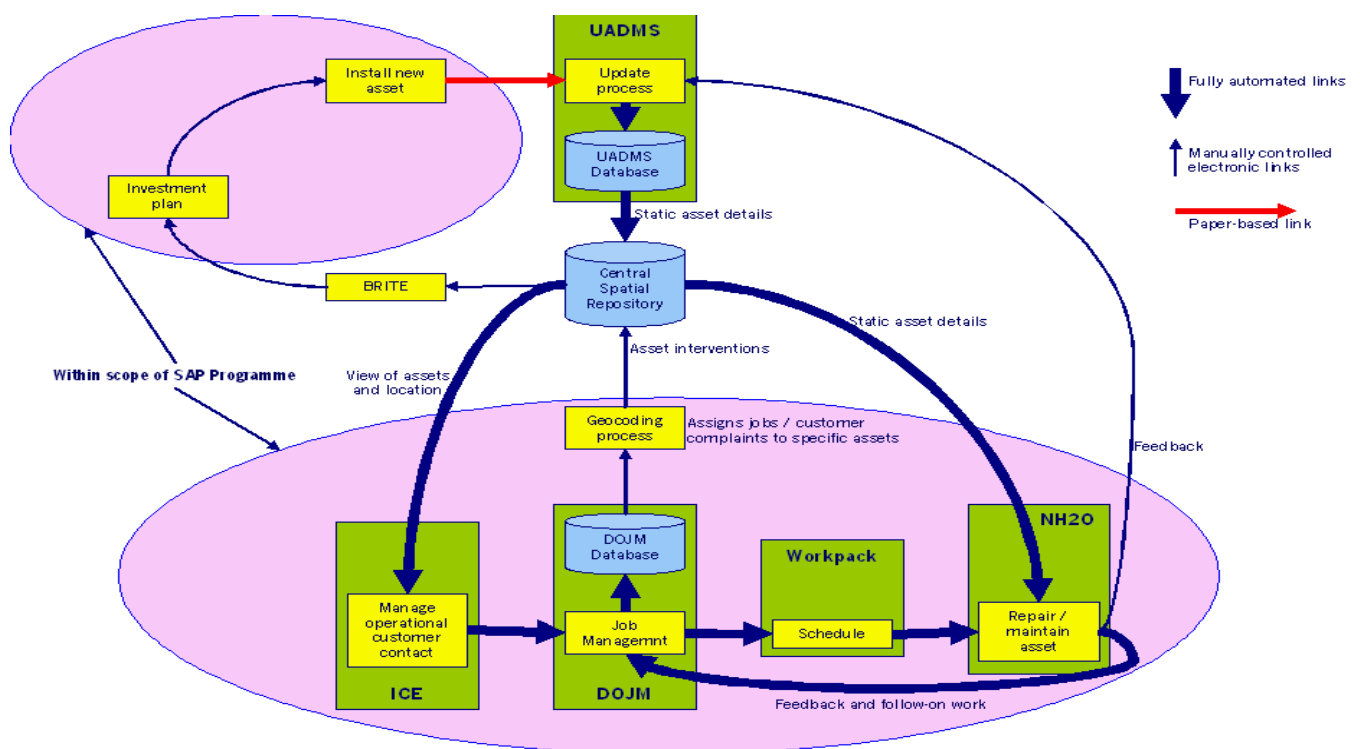 UADMS
Install new
asset
Update
process
Fully automated links
UADMS
Database
Manually controlled
electronic links
Investment
plan
Static asset details
Paper-based link
BRITE
Central
Spatial
Repository
Static asset details
Asset interventions
Within scope of SAP Programme
View of assets
and location
Geocoding
process
Assigns jobs / customer
complaints to specific assets
Feedback
NH2O
DOJM
Database
Workpack
Manage
operational
customer
contact
Job
Managemnt
Schedule
Repair /
maintain
asset
ICE
DOJM
Feedback and follow-on work